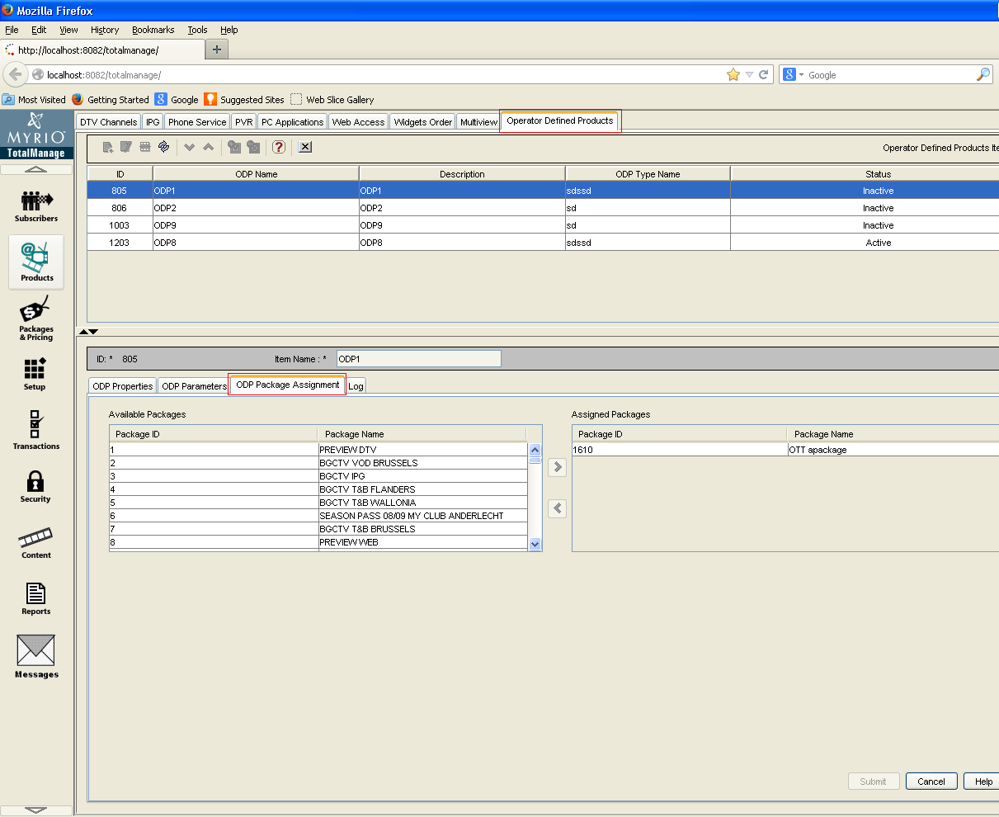 Mozilla Firefox
File Edit View History Bookmarks Tools Help
http://localhost:8082/totalmanage/
localhost:8082/totalmanage/
Google
Most Visited Getting Started Google Suggested Sites Web Slice Gallery
MYRIO
TotalManage
DTV Channels IPG Phone Service PVR PC Applications Web Access Widgets Order Multiview Operator Defined Products
Operator Defined Products Ite
ID ODP Name Description ODP Type Name Status
805 ODP1 ODP1 sdssd Inactive
806 ODP2 ODP2 sd Inactive
1003 ODP9 ODP9 sd Inactive
1203 ODP8 ODP8 sdssd Active
Subscribers
Products
Packages
& Pricing
Setup
Transactions
Security
Content
Reports
Messages
ID: * 805 Item Name : * ODP1
ODP Properties ODP Parameters ODP Package Assignment Log
Available Packages
Package ID Package Name
1 PREVIEW DTV
2 BGCTV VOD BRUSSELS
3 BGCTV IPG
4 BGCTV T&B FLANDERS
5 BGCTV T&B WALLONIA
6 SEASON PASS 08/09 MY CLUB ANDERLECHT
7 BGCTV T&B BRUSSELS
8 PREVIEW WEB
Assigned Packages
Package ID Package Name
1610 OTT apackage
Submit Cancel Help